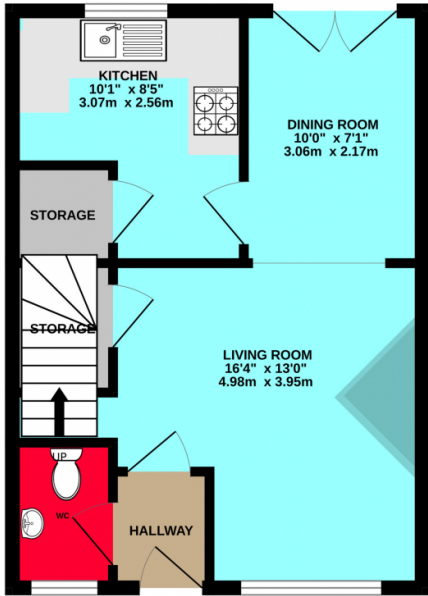 KITCHEN
10'1" x 8'5"
3.07m x 2.56m
DINING ROOM
10'0" x 7'1"
3.06m x 2.17m
STORAGE
STORAGE
LIVING ROOM
16'4" x 13'0"
4.98m x 3.95m
UP
WC
HALLWAY